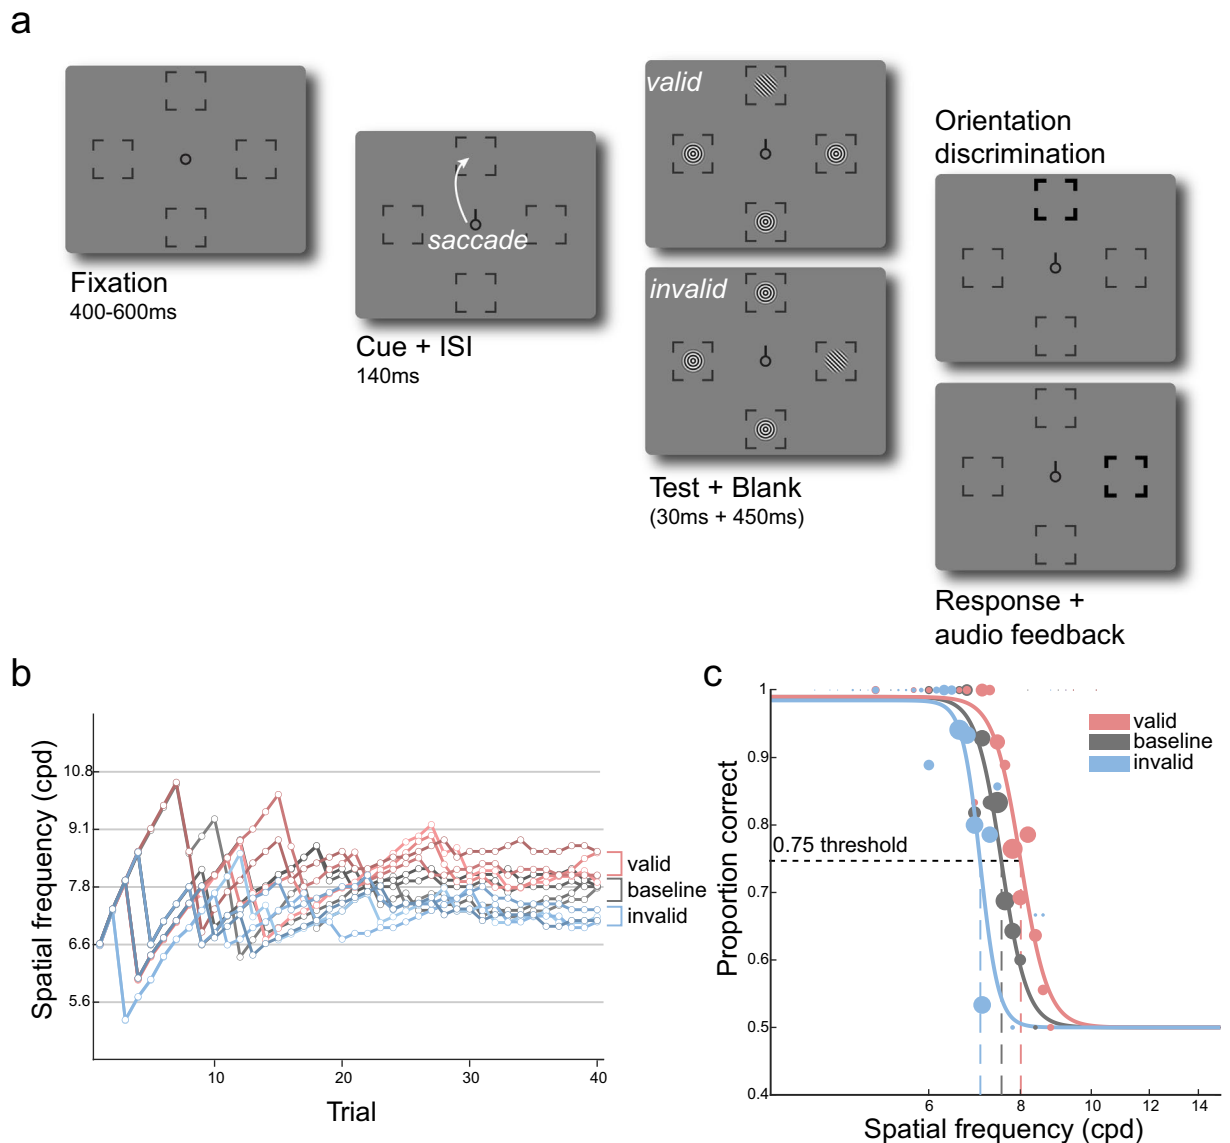 a
Fixation
400-600ms
saccade
Cue + ISI
140ms
valid
invalid
Test + Blank
(30ms + 450ms)
Orientation
discrimination
Response +
audio feedback
b
Spatial frequency (cpd)
10.8
9.1
7.8
6.6
5.6
10
20
30
40
Trial
valid
baseline
invalid
c
Proportion correct
1
0.9
0.8
0.7
0.6
0.5
0.4
0.75 threshold
valid
baseline
invalid
6
8
10
12
14
Spatial frequency (cpd)